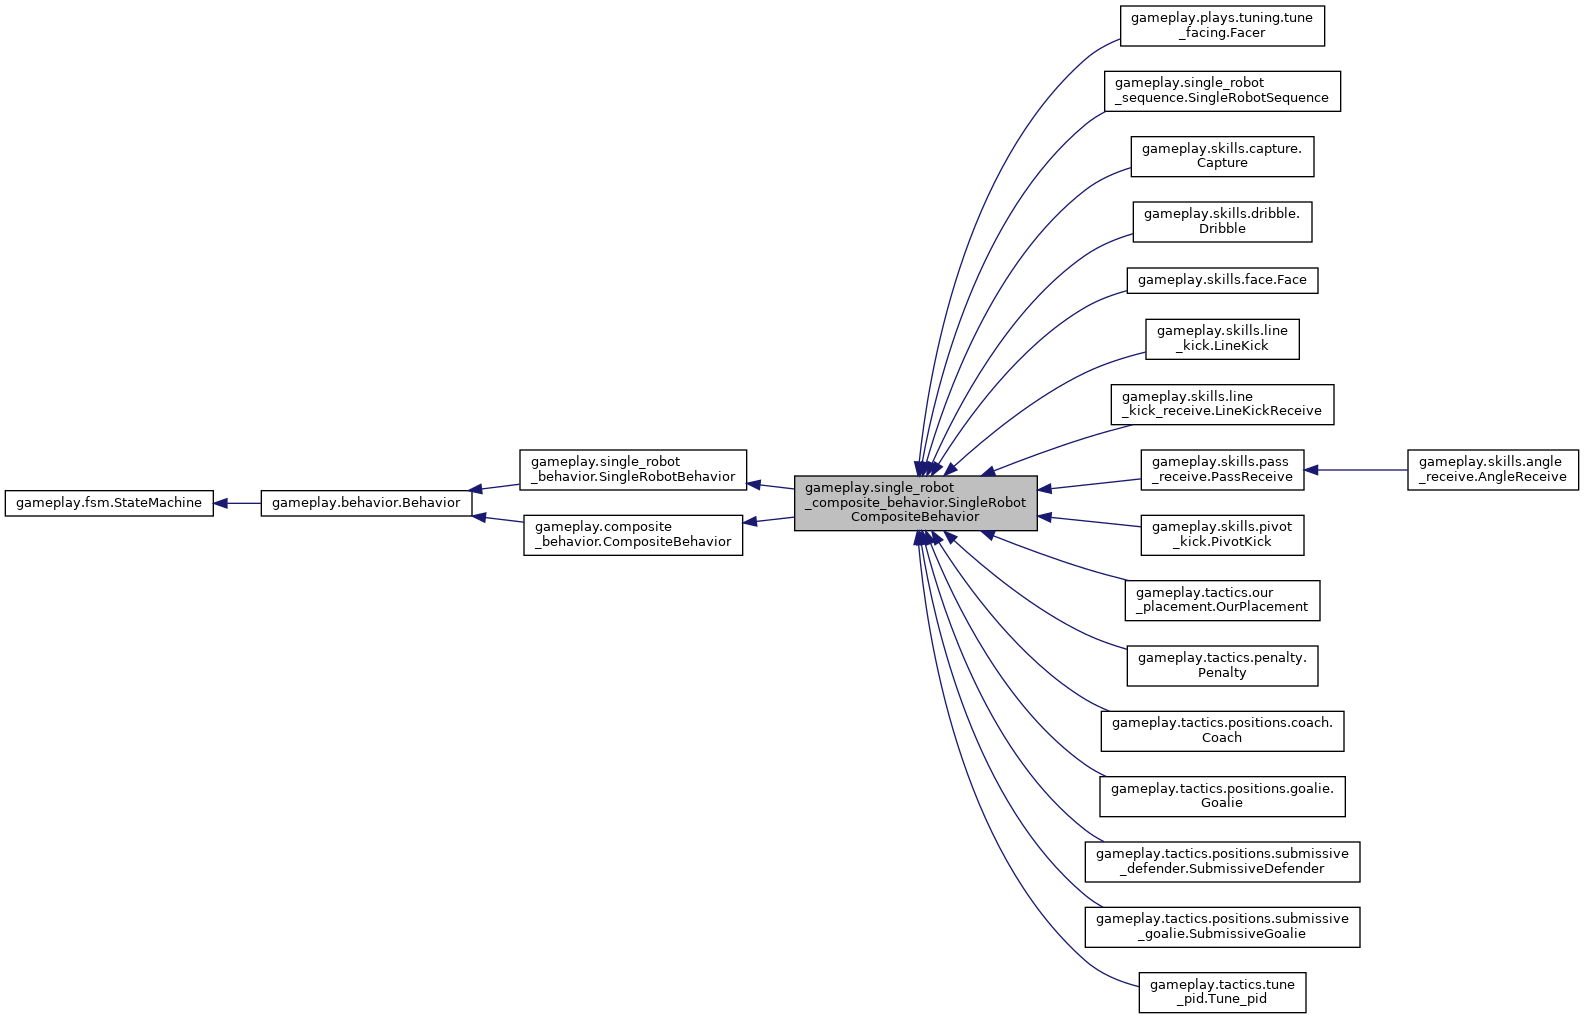 gameplay.plays.tuning.tune
_facing.Facer
gameplay.single_robot
_sequence.SingleRobotSequence
gameplay.skills.capture.
Capture
gameplay.skills.dribble.
Dribble
gameplay.skills.face.Face
gameplay.skills.line
_kick.LineKick
gameplay.skills.line
_kick_receive.LineKickReceive
gameplay.single_robot
_behavior.SingleRobotBehavior
gameplay.skills.pass
_receive.PassReceive
gameplay.skills.angle
_receive.AngleReceive
gameplay.fsm.StateMachine
gameplay.behavior.Behavior
gameplay.single_robot
_composite_behavior.SingleRobot
CompositeBehavior
gameplay.composite
_behavior.CompositeBehavior
gameplay.skills.pivot
_kick.PivotKick
gameplay.tactics.our
_placement.OurPlacement
gameplay.tactics.penalty.
Penalty
gameplay.tactics.positions.coach.
Coach
gameplay.tactics.positions.goalie.
Goalie
gameplay.tactics.positions.submissive
_defender.SubmissiveDefender
gameplay.tactics.positions.submissive
_goalie.SubmissiveGoalie
gameplay.tactics.tune
_pid.Tune_pid